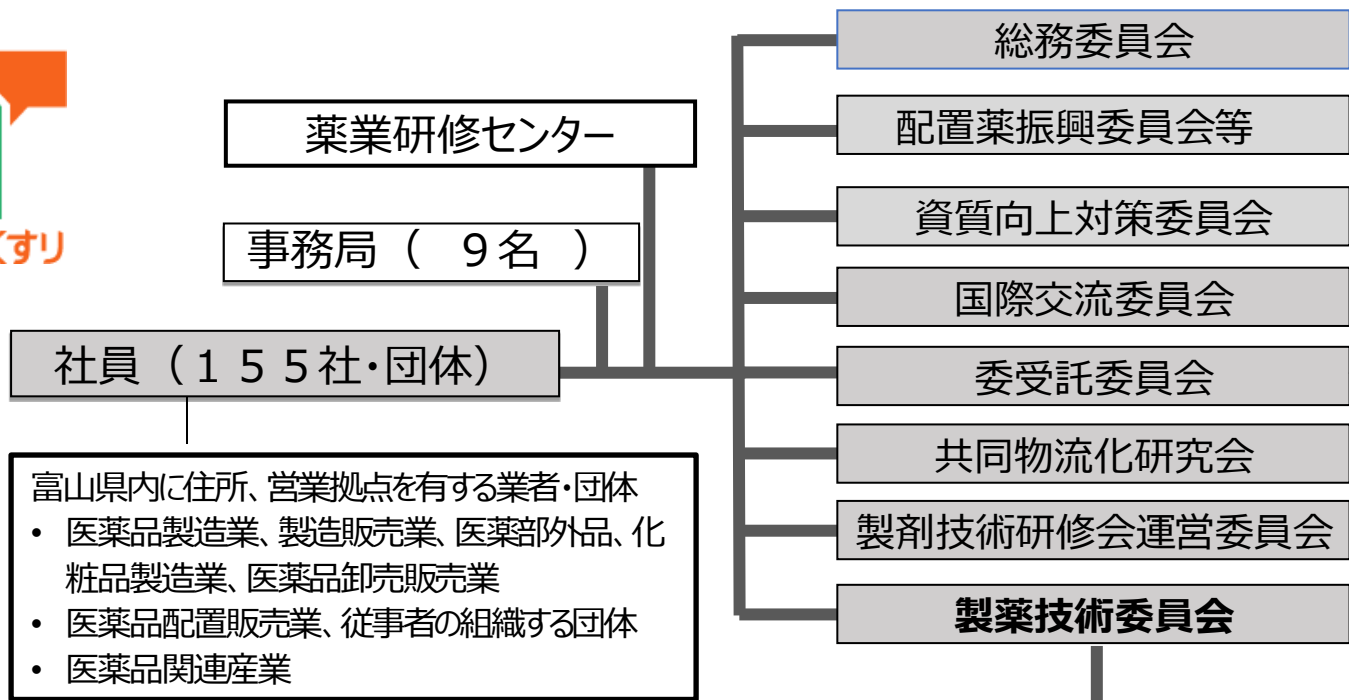 くすり
薬業研修センター
事務局（　９名　）
社員（１５５社・団体）
富山県内に住所、営業拠点を有する業者・団体
• 医薬品製造業、製造販売業、医薬部外品、化
粧品製造業、医薬品卸売販売業
• 医薬品配置販売業、従事者の組織する団体
• 医薬品関連産業
総務委員会
配置薬振興委員会等
資質向上対策委員会
国際交流委員会
委受託委員会
共同物流化研究会
製剤技術研修会運営委員会
製薬技術委員会